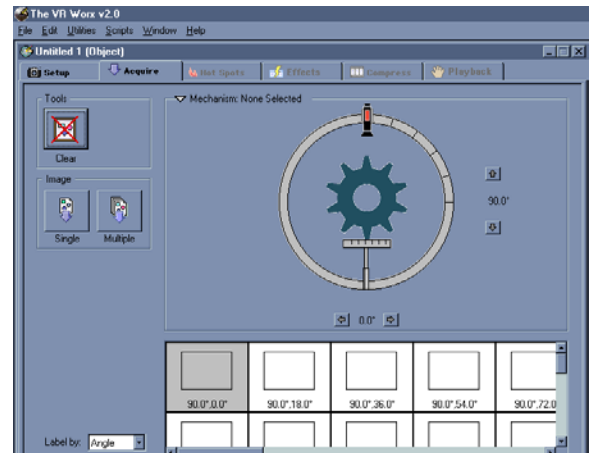 The VR Worx v2.0
File Edit Utilities Scripts Window Help
Untitled 1 (Object)
Setup Acquire Hot Spots Effects Compress Playback
Tools
Clear
Image
Single Multiple
Mechanism: None Selected
90.0°
0.0°
90.0°,0.0° 90.0°,18.0° 90.0°,36.0° 90.0°,54.0° 90.0°,72.0
Label by: Angle